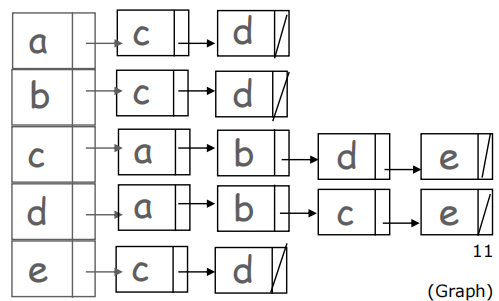 a c d
b c d
c a b d e
d a b c e
e c d
11
(Graph)